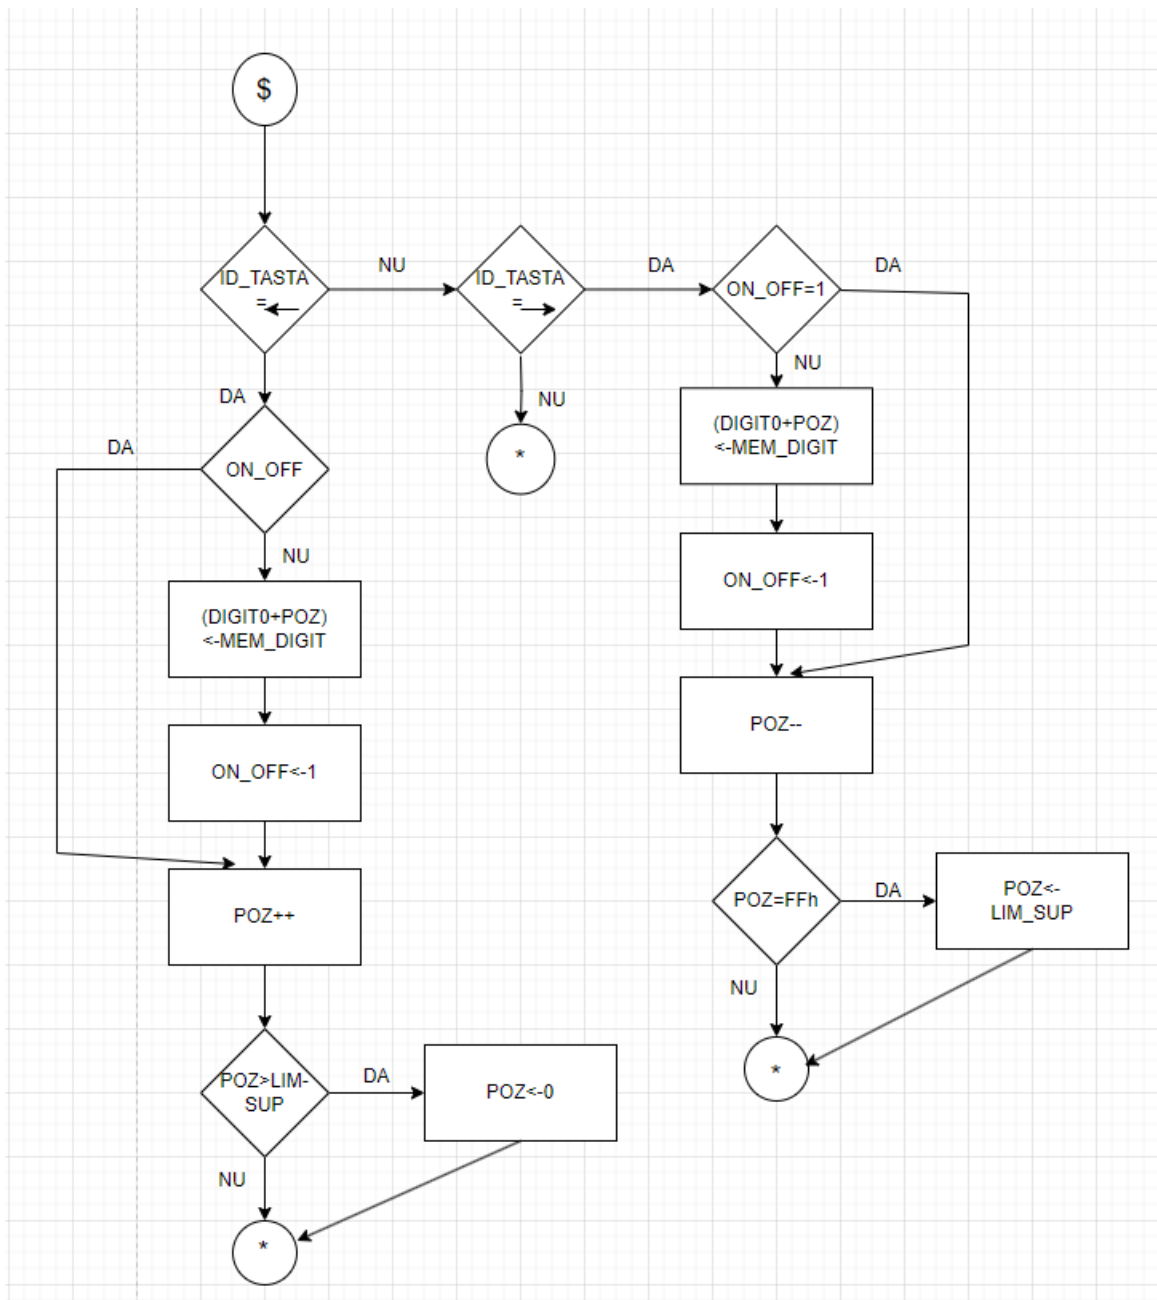 $
ID_TASTA
=
NU
ID_TASTA
=
DA
ON_OFF=1
DA
NU
DA
NU
*
(DIGIT0+POZ)
<-MEM_DIGIT
DA
ON_OFF
NU
ON_OFF<-1
(DIGIT0+POZ)
<-MEM_DIGIT
POZ--
ON_OFF<-1
POZ++
POZ=FFh
DA
POZ<-
LIM_SUP
NU
POZ>LIM-
SUP
DA
POZ<-0
*
NU
*